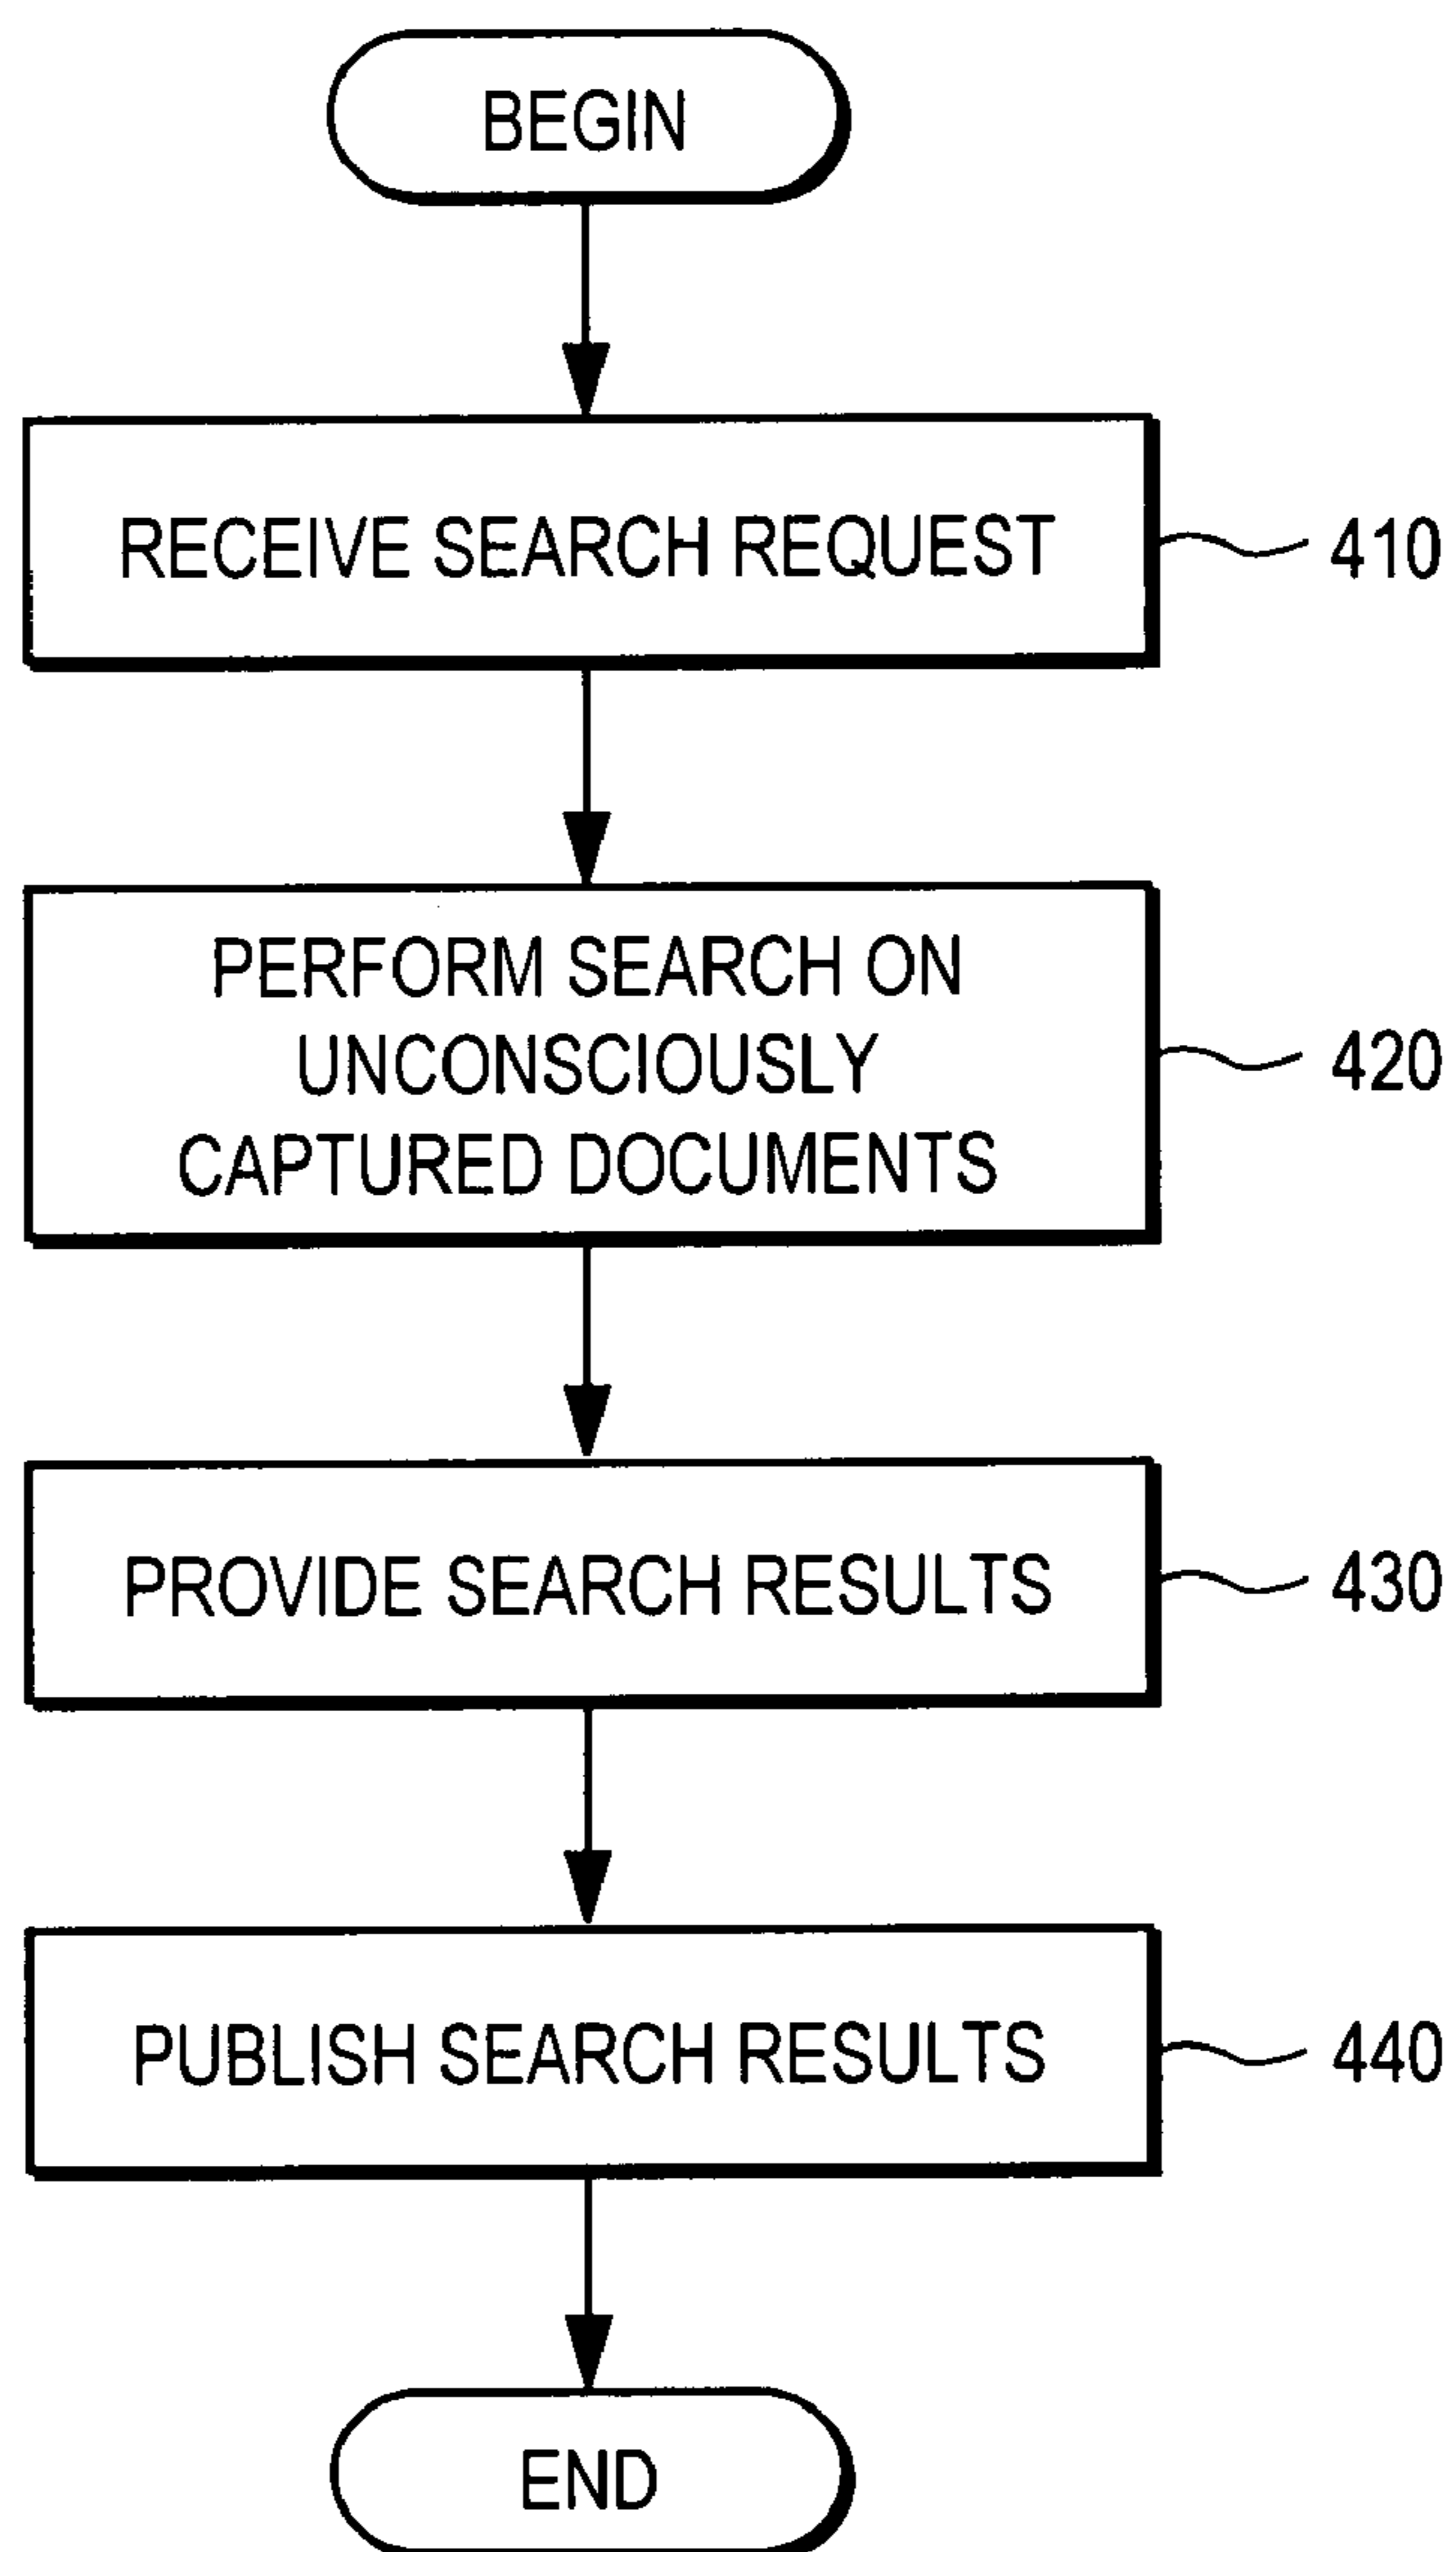 BEGIN
RECEIVE SEARCH REQUEST
410
PERFORM SEARCH ON
UNCONSCIOUSLY
CAPTURED DOCUMENTS
420
PROVIDE SEARCH RESULTS
430
PUBLISH SEARCH RESULTS
440
END